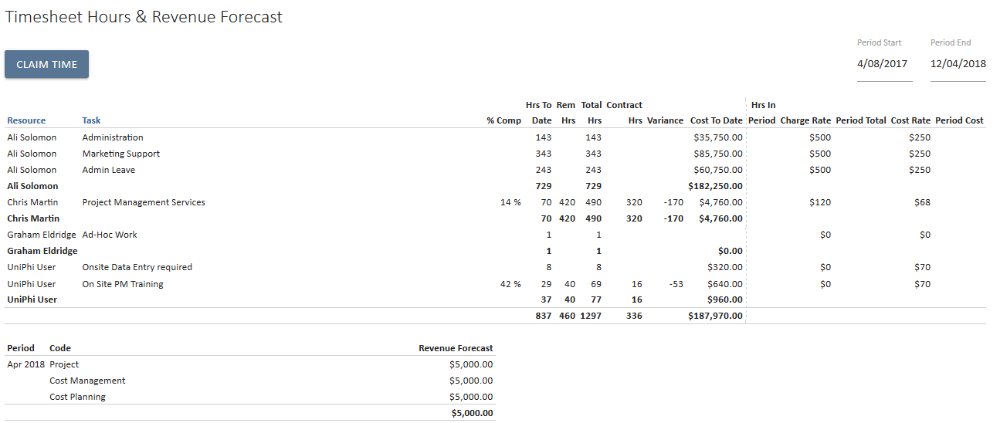 Timesheet Hours & Revenue Forecast
Period Start Period End
CLAIM TIME 4/08/2017 12/04/2018
Hrs To Rem Total Contract Hrs In
Resource Task % Comp Date Hrs Hrs Hrs Variance Cost To Date Period Charge Rate Period Total Cost Rate Period Cost
Ali Solomon Administration 143 143 $35,750.00 $500 $250
Ali Solomon Marketing Support 343 343 $85,750.00 $500 $250
Ali Solomon Admin Leave 243 243 $60,750.00 $500 $250
Ali Solomon 729 729 $182,250.00
Chris Martin Project Management Services 14 % 70 420 490 320 -170 $4,760.00 $120 $68
Chris Martin 70 420 490 320 -170 $4,760.00
Graham Eldridge Ad-Hoc Work 1 1 $0 $0
Graham Eldridge 1 1 $0.00
UniPhi User Onsite Data Entry required 8 8 $320.00 $0 $70
UniPhi User On Site PM Training 42 % 29 40 69 16 -53 $640.00 $0 $70
UniPhi User 37 40 77 16 $960.00
837 460 1297 336 $187,970.00
Period Code Revenue Forecast
Apr 2018 Project $5,000.00
Cost Management $5,000.00
Cost Planning $5,000.00
$5,000.00